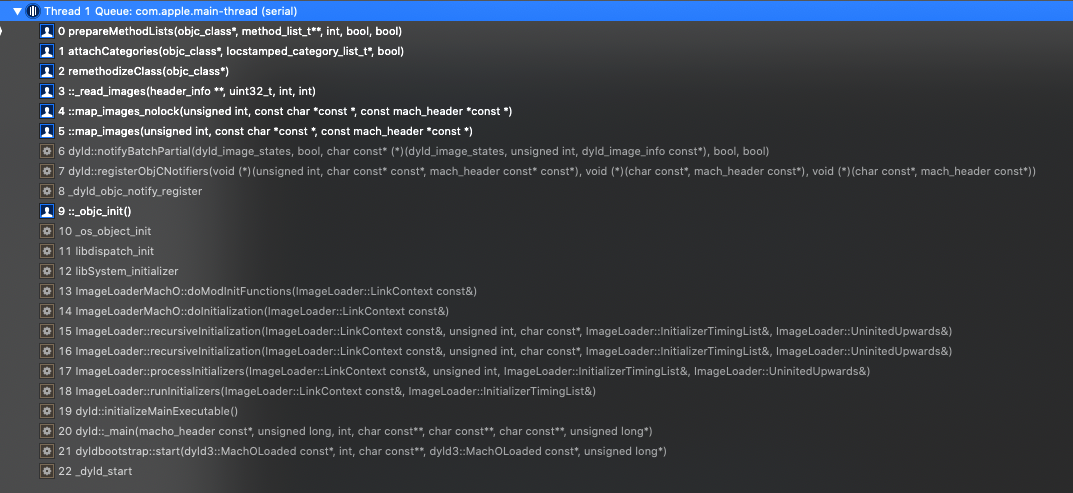 Thread 1 Queue: com.apple.main-thread (serial)
0 prepareMethodLists(objc_class*, method_list_t**, int, bool, bool)
1 attachCategories(objc_class*, locstamped_category_list_t*, bool)
2 remethodizeClass(objc_class*)
3 ::_read_images(header_info **, uint32_t, int, int)
4 ::map_images_nolock(unsigned int, const char *const *, const mach_header *const *)
5 ::map_images(unsigned int, const char *const *, const mach_header *const *)
6 dyld::notifyBatchPartial(dyld_image_states, bool, char const* (*)(dyld_image_states, unsigned int, dyld_image_info const*), bool, bool)
7 dyld::registerObjCNotifiers(void (*)(unsigned int, char const* const*, mach_header const* const*), void (*)(char const*, mach_header const*), void (*)(char const*, mach_header const*))
8 _dyld_objc_notify_register
9 ::_objc_init()
10 _os_object_init
11 libdispatch_init
12 libSystem_initializer
13 ImageLoaderMachO::doModInitFunctions(ImageLoader::LinkContext const&)
14 ImageLoaderMachO::doInitialization(ImageLoader::LinkContext const&)
15 ImageLoader::recursiveInitialization(ImageLoader::LinkContext const&, unsigned int, char const*, ImageLoader::InitializerTimingList&, ImageLoader::UninitedUpwards&)
16 ImageLoader::recursiveInitialization(ImageLoader::LinkContext const&, unsigned int, char const*, ImageLoader::InitializerTimingList&, ImageLoader::UninitedUpwards&)
17 ImageLoader::processInitializers(ImageLoader::LinkContext const&, unsigned int, ImageLoader::InitializerTimingList&, ImageLoader::UninitedUpwards&)
18 ImageLoader::runInitializers(ImageLoader::LinkContext const&, ImageLoader::InitializerTimingList&)
19 dyld::initializeMainExecutable()
20 dyld::_main(macho_header const*, unsigned long, int, char const**, char const**, char const**, unsigned long*)
21 dyldbootstrap::start(dyld3::MachOLoaded const*, int, char const**, dyld3::MachOLoaded const*, unsigned long*)
22 _dyld_start